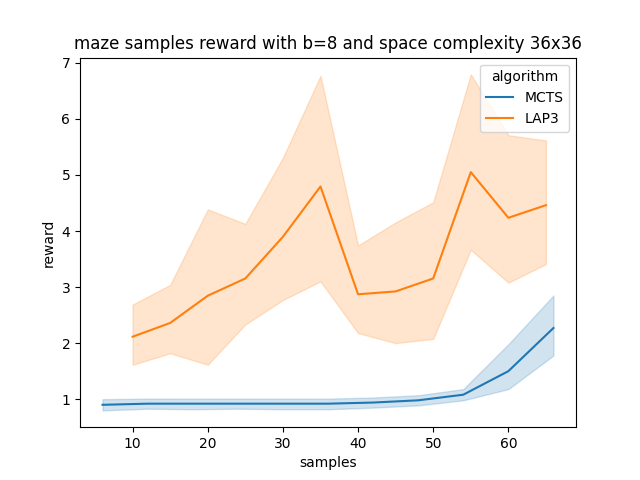 maze samples reward with b=8 and space complexity 36x36
algorithm
MCTS
LAP3
7
6
5
4
3
2
1
reward
10 20 30 40 50 60
samples